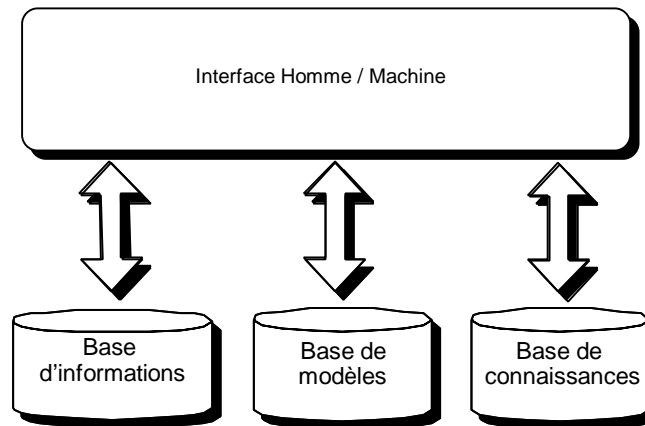 Interface Homme / Machine
Base
d'informations
Base de
modèles
Base de
connaissances